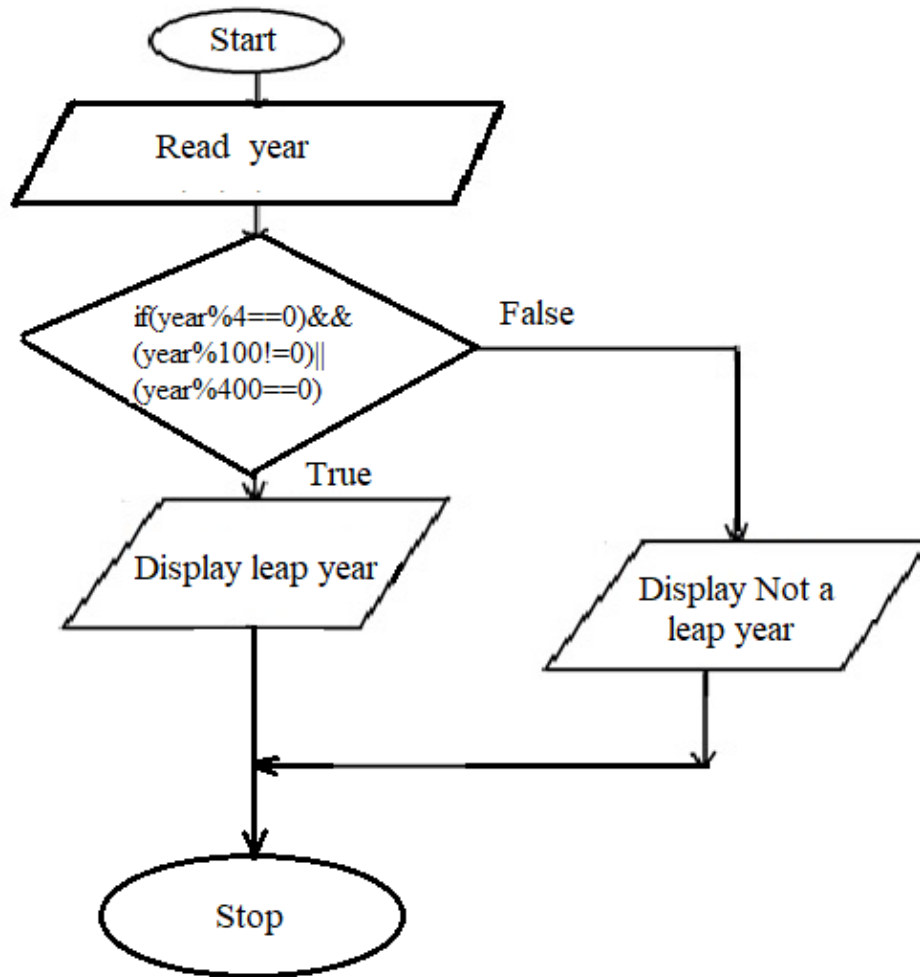 Start
Read year
if(year%4==0)&&
(year%100!=0)||
(year%400==0)
False
True
Display leap year
Display Not a
leap year
Stop